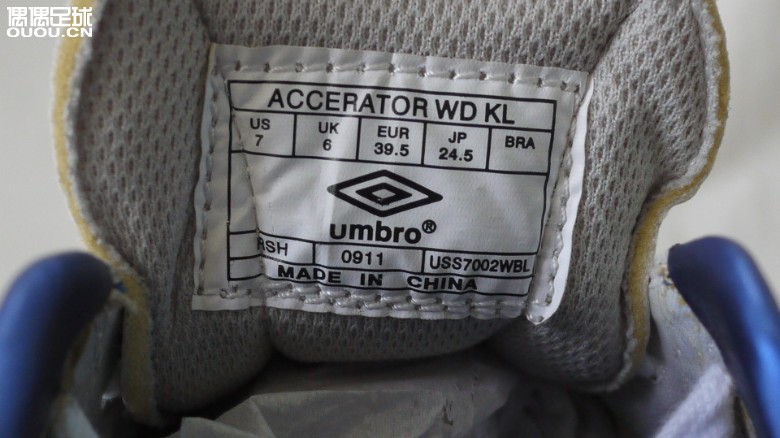 偶偶足球
OUOU.CN
ACCERATOR WD KL
US UK EUR JP BRA
7 6 39.5 24.5
umbro®
RSH 0911 USS7002WBL
MADE IN CHINA